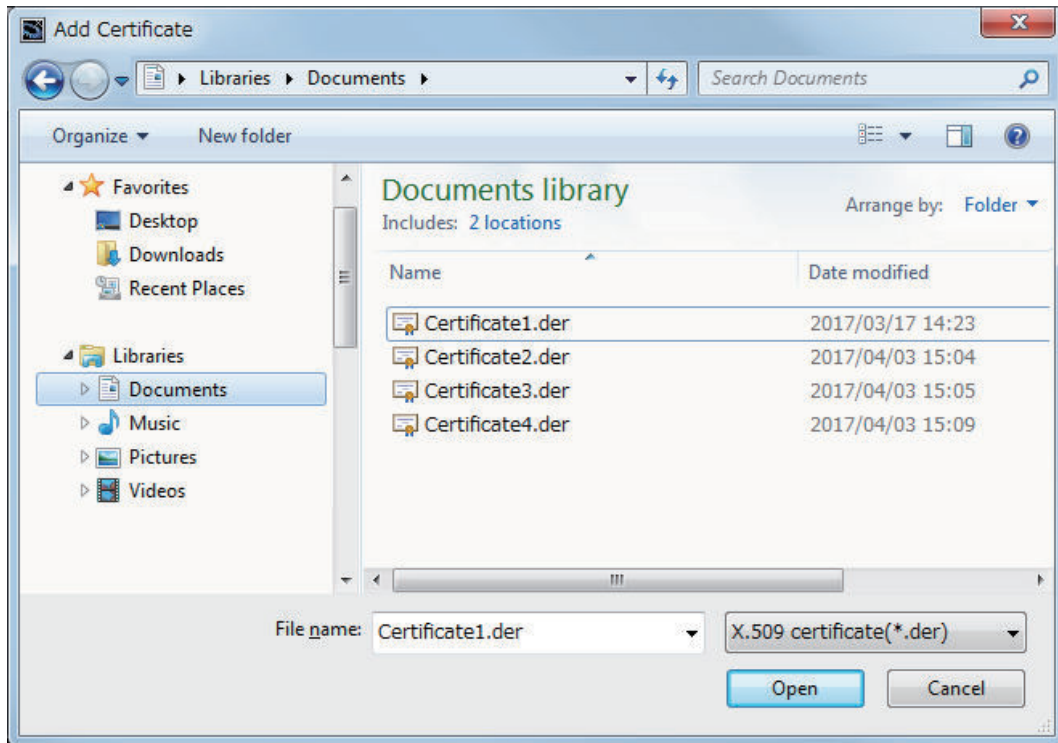 Add Certificate
Libraries Documents
Search Documents
Organize New folder
Favorites
Desktop
Downloads
Recent Places
Libraries
Documents
Music
Pictures
Videos
Documents library
Includes: 2 locations
Arrange by: Folder
Name Date modified
Certificate1.der 2017/03/17 14:23
Certificate2.der 2017/04/03 15:04
Certificate3.der 2017/04/03 15:05
Certificate4.der 2017/04/03 15:09
File name: Certificate1.der X.509 certificate(*.der)
Open Cancel